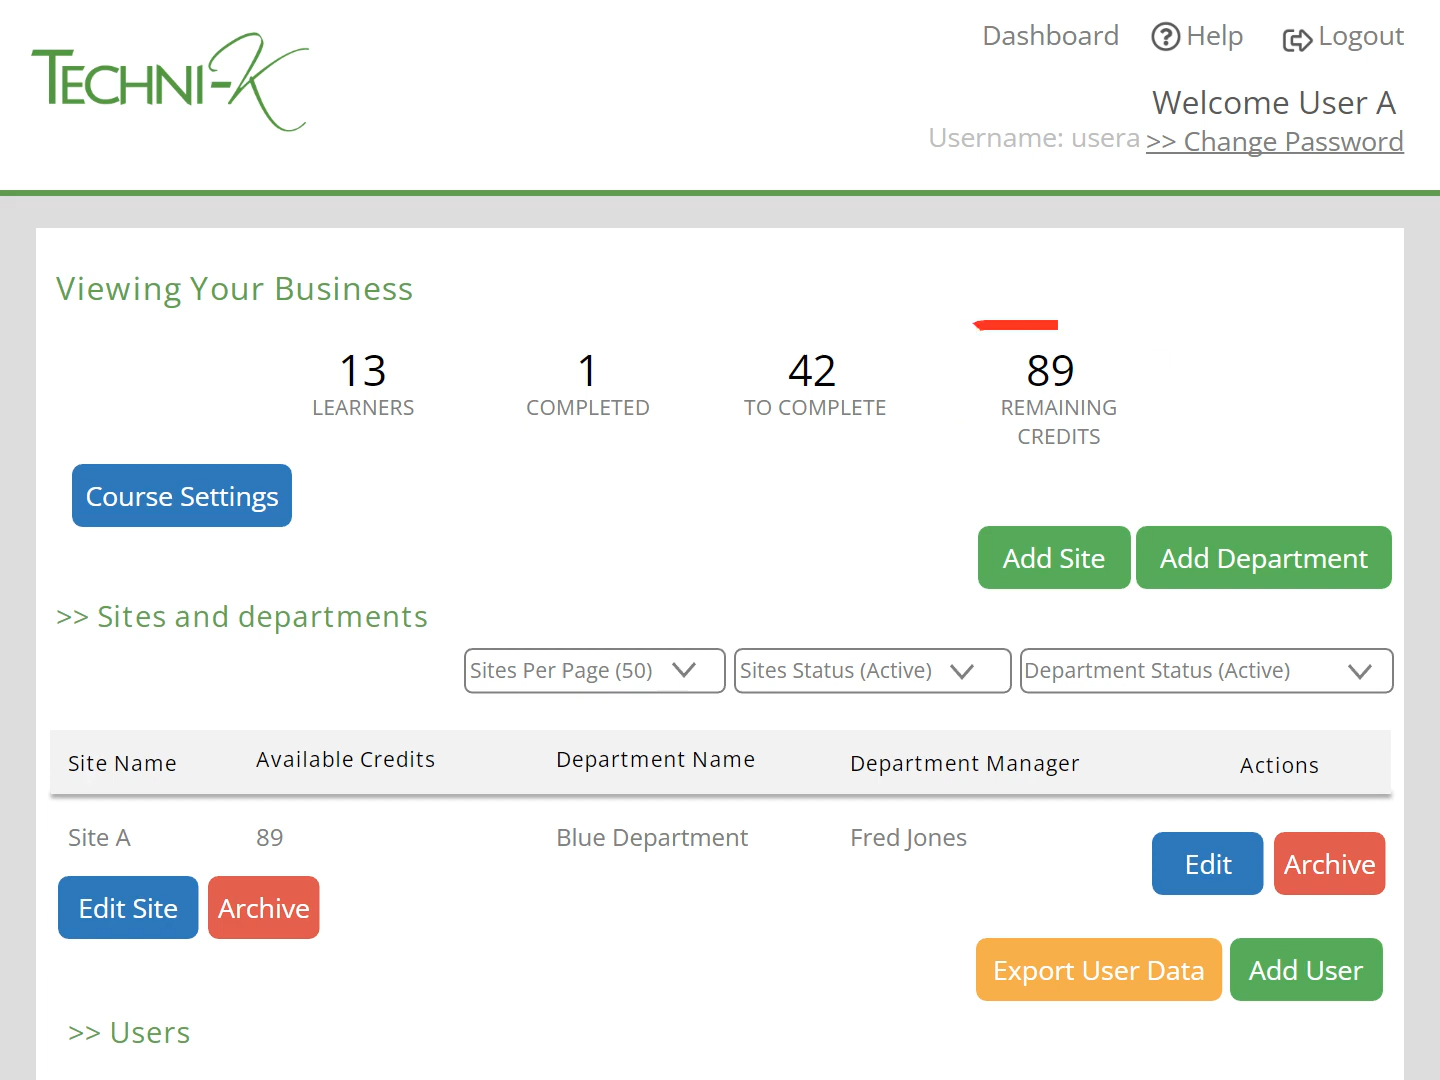 TECHNI-K
Dashboard Help Logout
Welcome User A
Username: usera >> Change Password
Viewing Your Business
13 1 42 89
LEARNERS COMPLETED TO COMPLETE REMAINING CREDITS
Course Settings
Add Site Add Department
>> Sites and departments
Sites Per Page (50) Sites Status (Active) Department Status (Active)
Site Name Available Credits Department Name Department Manager Actions
Site A 89 Blue Department Fred Jones
Edit Archive
Edit Site Archive
Export User Data Add User
>> Users